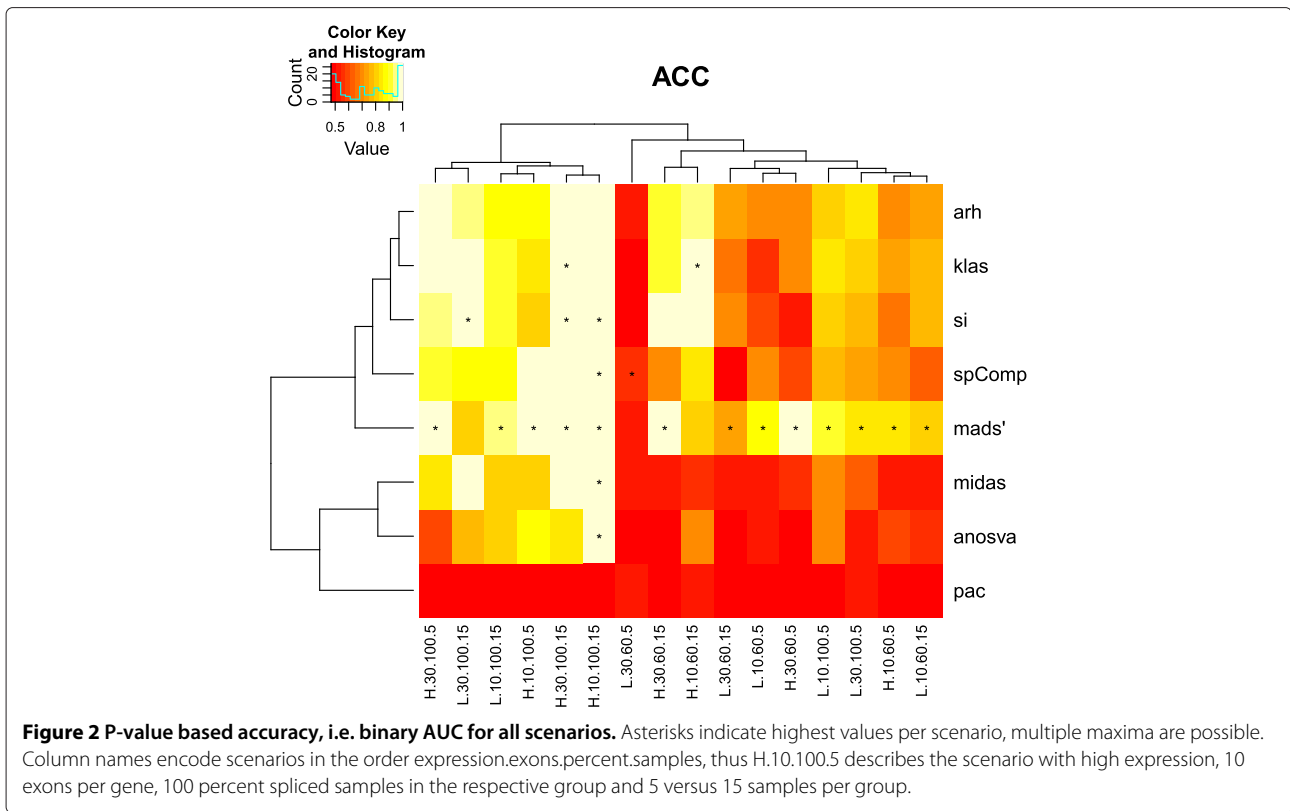 Color Key
and Histogram
Count
0
20
0.5 0.8 1
Value
ACC
arh
klas
*
*
si
*
*
*
spComp
*
*
mads'
* * * * * * * * * * * * *
midas
*
anosva
*
pac
H.30.100.5
L.30.100.15
L.10.100.15
H.10.100.5
H.30.100.15
H.10.100.15
L.30.60.5
H.30.60.15
H.10.60.15
L.30.60.15
L.10.60.5
H.30.60.5
L.10.100.5
L.30.100.5
H.10.60.5
L.10.60.15
Figure 2 P-value based accuracy, i.e. binary AUC for all scenarios. Asterisks indicate highest values per scenario, multiple maxima are possible.
Column names encode scenarios in the order expression.exons.percent.samples, thus H.10.100.5 describes the scenario with high expression, 10
exons per gene, 100 percent spliced samples in the respective group and 5 versus 15 samples per group.